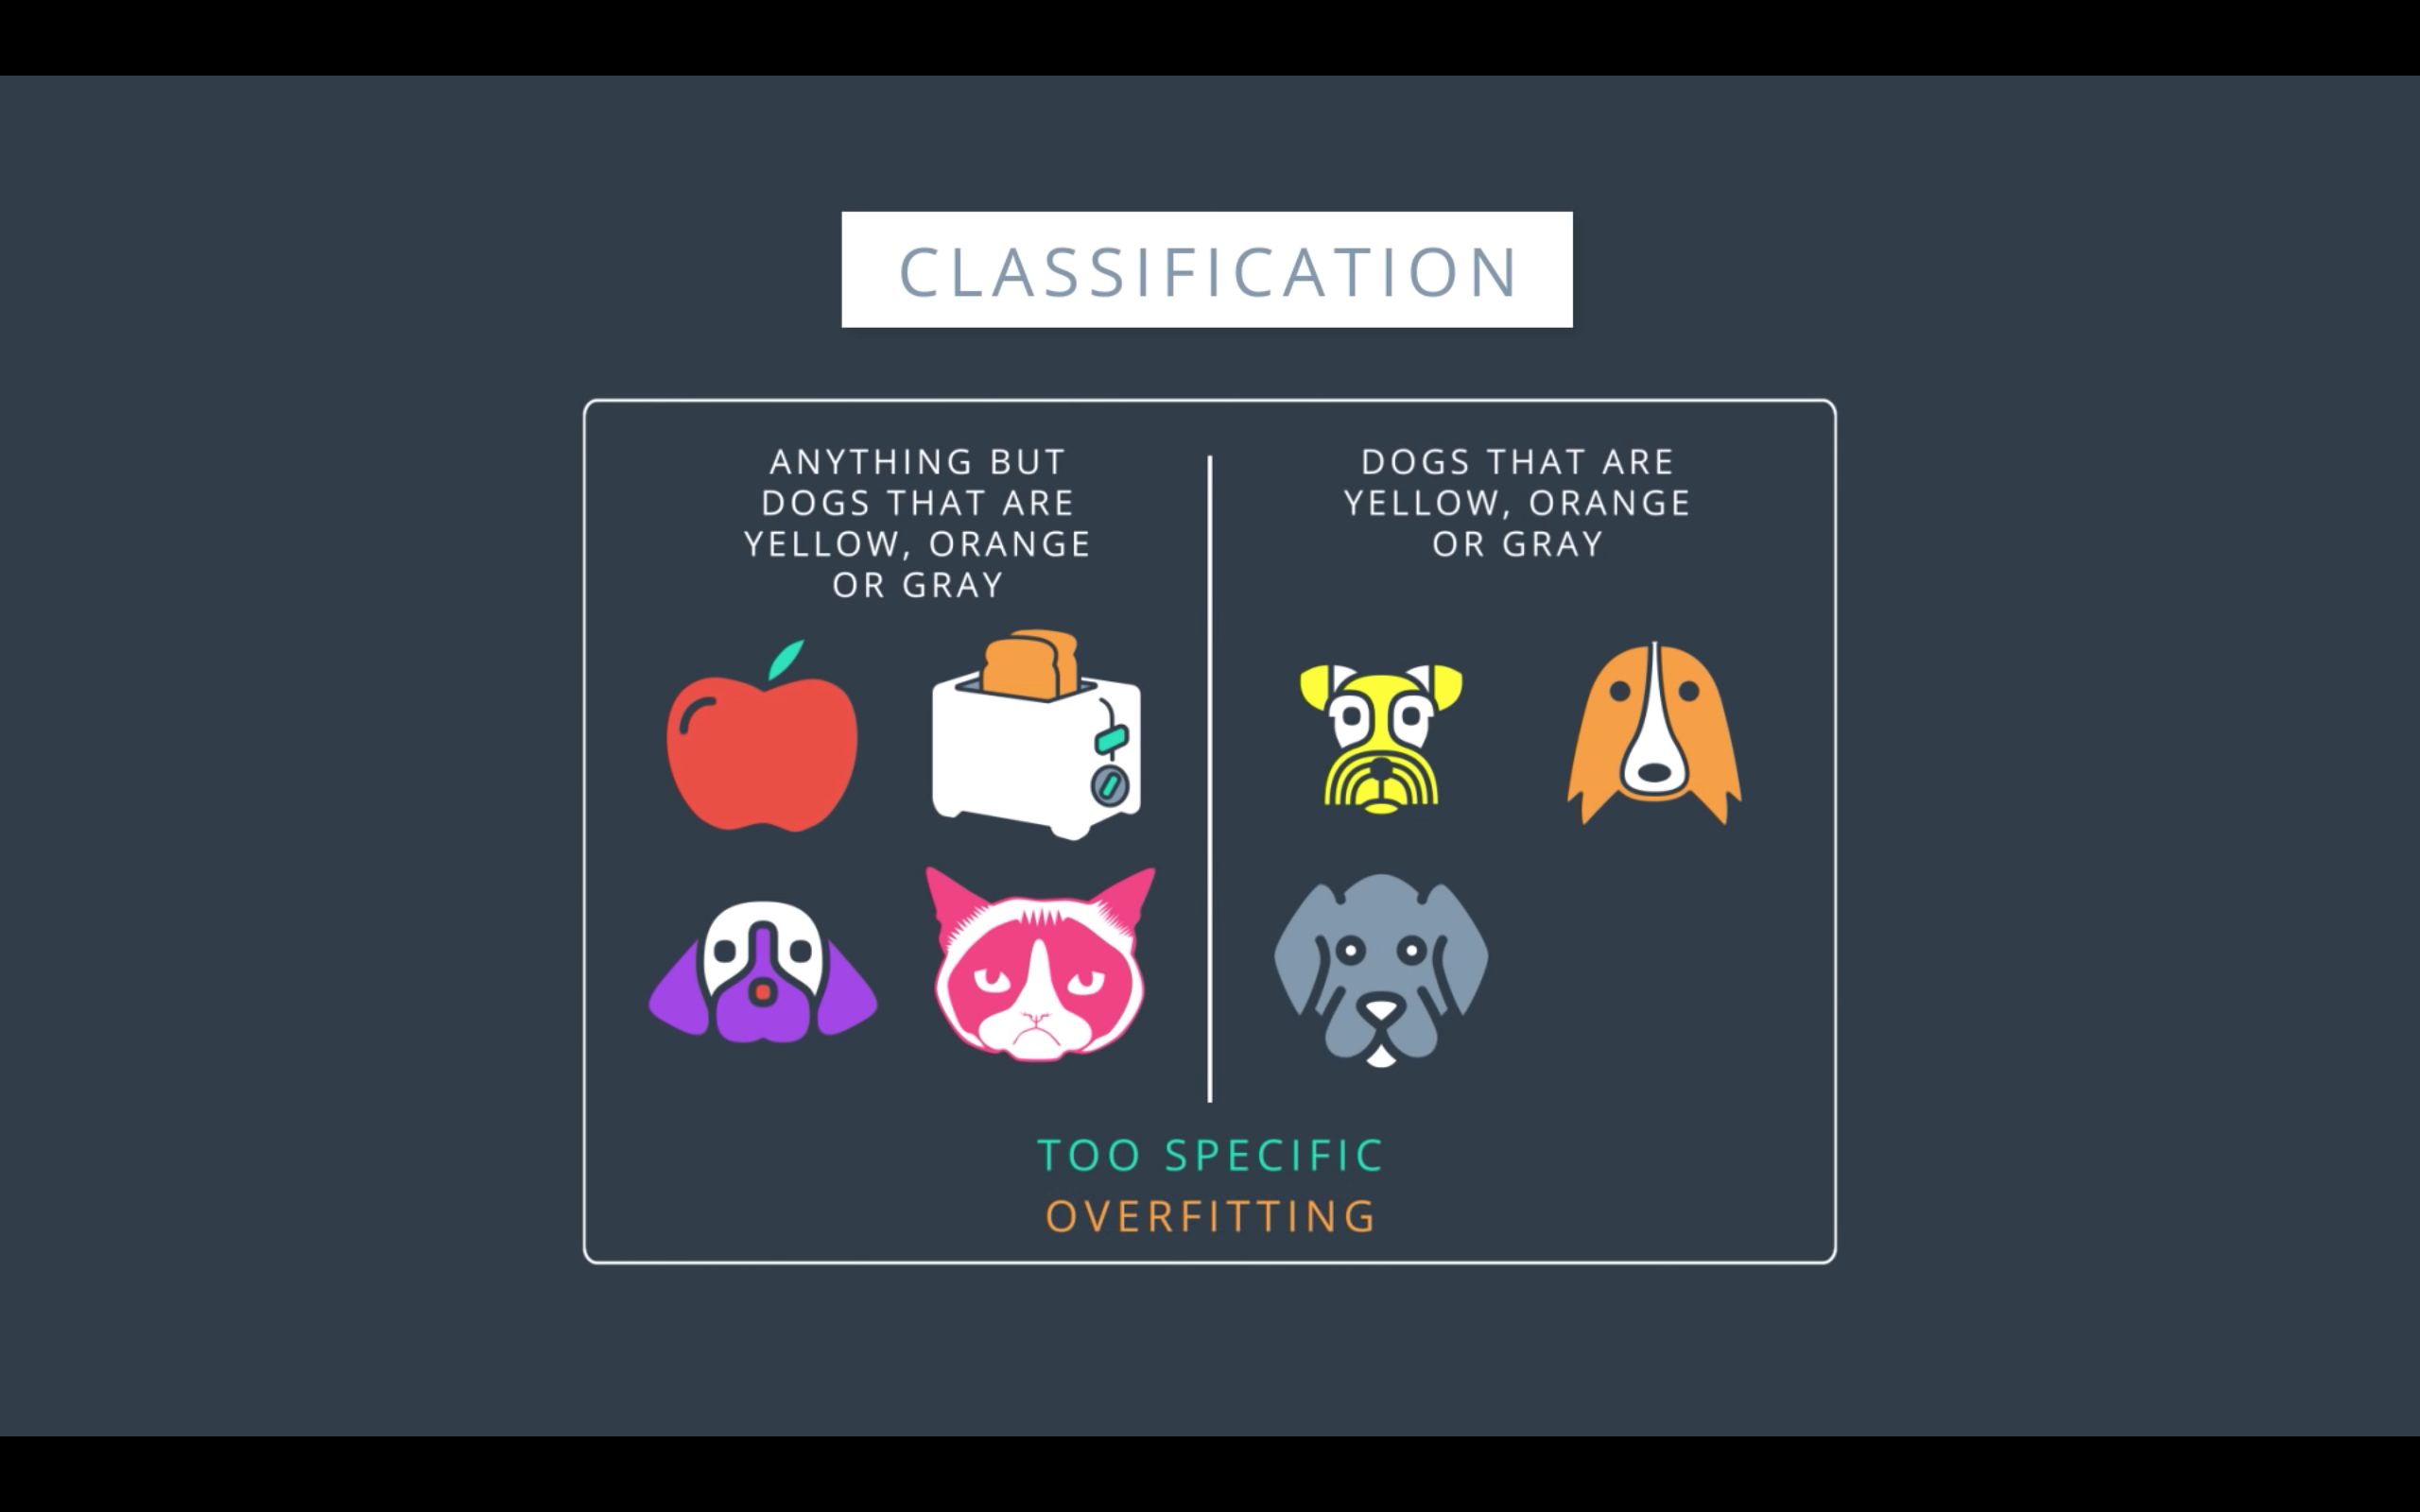 CLASSIFICATION
ANYTHING BUT
DOGS THAT ARE
YELLOW, ORANGE
OR GRAY
DOGS THAT ARE
YELLOW, ORANGE
OR GRAY
TOO SPECIFIC
OVERFITTING